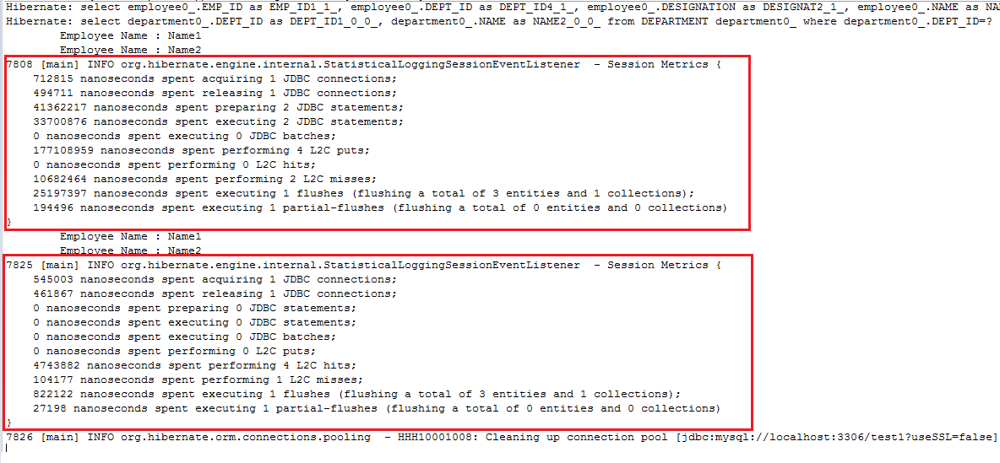 Hibernate: select employee0_.EMP_ID as EMP_ID1_1_, employee0_.DEPT_ID as DEPT_ID4_1_, employee0_.DESIGNATION as DESIGNAT2_1_, employee0_.NAME as NA
Hibernate: select department0_.DEPT_ID as DEPT_ID1_0_0_, department0_.NAME as NAME2_0_0_ from DEPARTMENT department0_ where department0_.DEPT_ID=?
Employee Name : Name1
Employee Name : Name2
7808 [main] INFO org.hibernate.engine.internal.StatisticalLoggingSessionEventListener - Session Metrics {
712815 nanoseconds spent acquiring 1 JDBC connections;
494711 nanoseconds spent releasing 1 JDBC connections;
41362217 nanoseconds spent preparing 2 JDBC statements;
33700876 nanoseconds spent executing 2 JDBC statements;
0 nanoseconds spent executing 0 JDBC batches;
177108959 nanoseconds spent performing 4 L2C puts;
0 nanoseconds spent performing 0 L2C hits;
10682464 nanoseconds spent performing 2 L2C misses;
25197397 nanoseconds spent executing 1 flushes (flushing a total of 3 entities and 1 collections);
194496 nanoseconds spent executing 1 partial-flushes (flushing a total of 0 entities and 0 collections)
}
Employee Name : Name1
Employee Name : Name2
7825 [main] INFO org.hibernate.engine.internal.StatisticalLoggingSessionEventListener - Session Metrics {
545003 nanoseconds spent acquiring 1 JDBC connections;
461867 nanoseconds spent releasing 1 JDBC connections;
0 nanoseconds spent preparing 0 JDBC statements;
0 nanoseconds spent executing 0 JDBC statements;
0 nanoseconds spent executing 0 JDBC batches;
0 nanoseconds spent performing 0 L2C puts;
4743882 nanoseconds spent performing 4 L2C hits;
104177 nanoseconds spent performing 1 L2C misses;
822122 nanoseconds spent executing 1 flushes (flushing a total of 3 entities and 1 collections);
27198 nanoseconds spent executing 1 partial-flushes (flushing a total of 0 entities and 0 collections)
}
7826 [main] INFO org.hibernate.orm.connections.pooling - HHH10001008: Cleaning up connection pool [jdbc:mysql://localhost:3306/test1?useSSL=false]